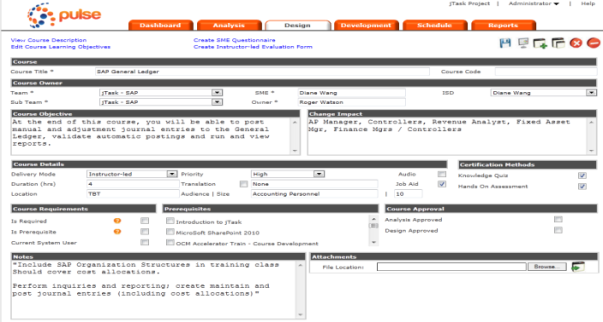 jTask Project | Administrator | Help
pulse
Dashboard Analysis Design Development Schedule Reports
View Course Description Create SME Questionnaire
Edit Course Learning Objectives Create Instructor-led Evaluation Form
Course
Course Title * SAP General Ledger Course Code
Course Owner
Team * jTask - SAP SME * Diane Wang ISD Diane Wang
Sub Team * jTask - SAP Owner * Roger Watson
Course Objective Change Impact
At the end of this course, you will be able to post AP Manager, Controllers, Revenue Analyst, Fixed Asset
manual and adjustment journal entries to the General Mgr, Finance Mgrs / Controllers
Ledger, validate automatic postings and run and view
reports.
Course Details Certification Methods
Delivery Mode Instructor-led Priority High Audio Knowledge Quiz
Duration (hrs) 4 Translation None Job Aid Hands On Assessment
Location TBT Audience | Size Accounting Personnel | 10
Course Requirements Prerequisites Course Approval
Is Required Introduction to jTask Analysis Approved
Is Prerequisite MicroSoft SharePoint 2010 Design Approved
Current System User OCM Accelerator Train - Course Development
Notes Attachments
"Include SAP Organization Structures in training class File Location: Browse...
Should cover cost allocations.
Perform inquiries and reporting; create maintain and
post journal entries (including cost allocations)"